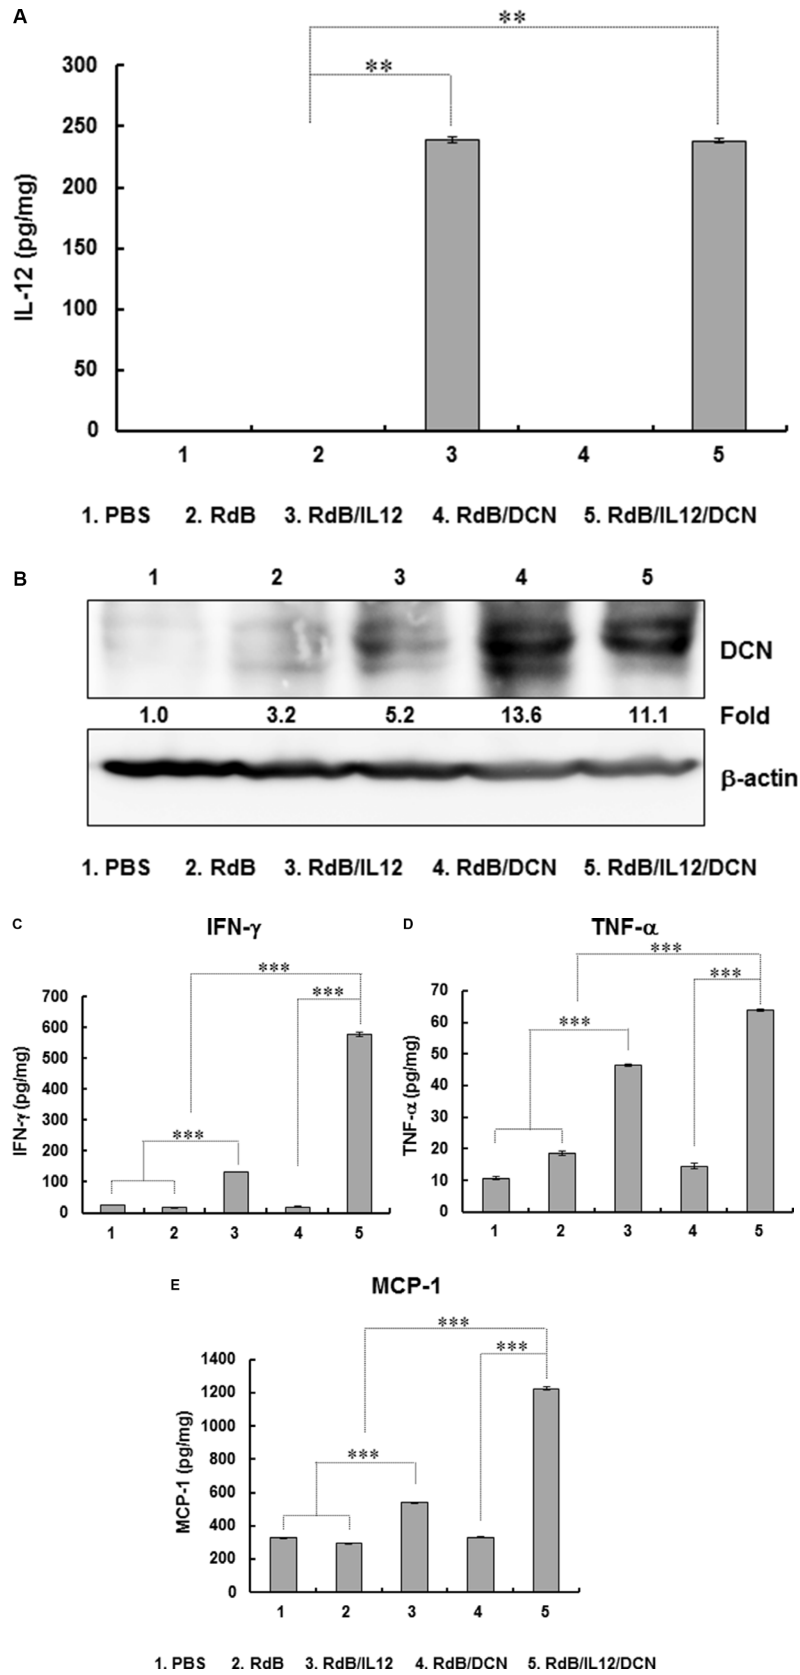 A
**
**
300
250
200
150
100
50
0
IL-12 (pg/mg)
1 2 3 4 5
1. PBS 2. RdB 3. RdB/IL12 4. RdB/DCN 5. RdB/IL12/DCN
B
1 2 3 4 5
DCN
1.0 3.2 5.2 13.6 11.1 Fold
β-actin
1. PBS 2. RdB 3. RdB/IL12 4. RdB/DCN 5. RdB/IL12/DCN
C
IFN-γ
***
***
***
700
600
500
400
300
200
100
0
IFN-γ (pg/mg)
1 2 3 4 5
D
TNF-α
***
***
***
70
60
50
40
30
20
10
0
TNF-α (pg/mg)
1 2 3 4 5
E
MCP-1
***
***
***
1400
1200
1000
800
600
400
200
0
MCP-1 (pg/mg)
1 2 3 4 5
1. PBS 2. RdB 3. RdB/IL12 4. RdB/DCN 5. RdB/IL12/DCN